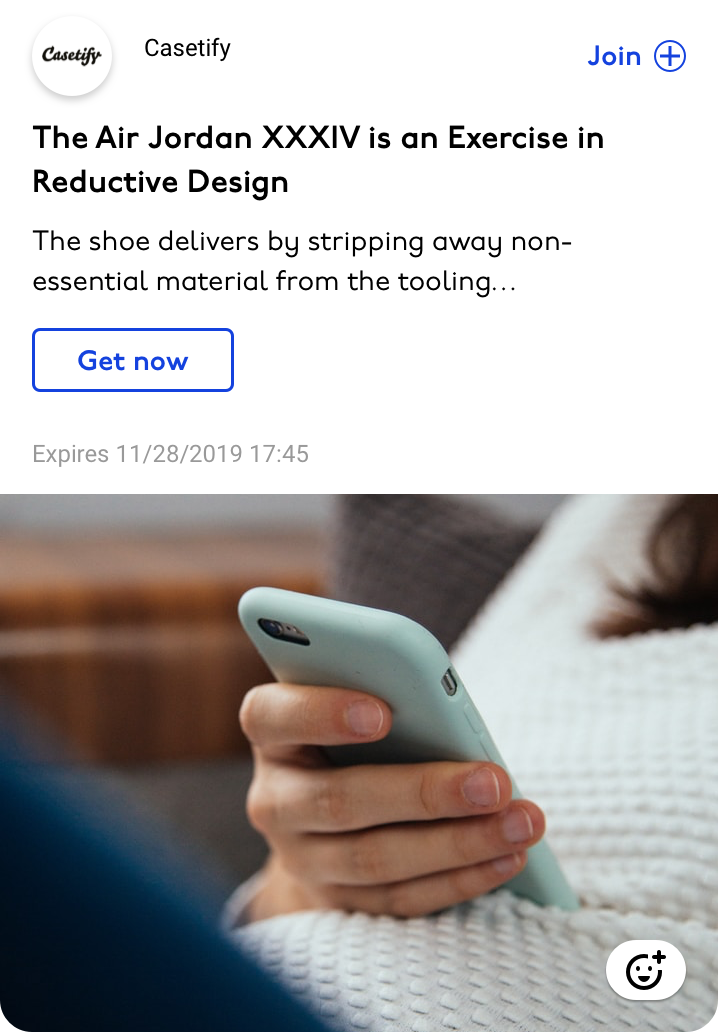 Casetify
Casetify
Join
The Air Jordan XXXIV is an Exercise in
Reductive Design
The shoe delivers by stripping away non-
essential material from the tooling...
Get now
Expires 11/28/2019 17:45